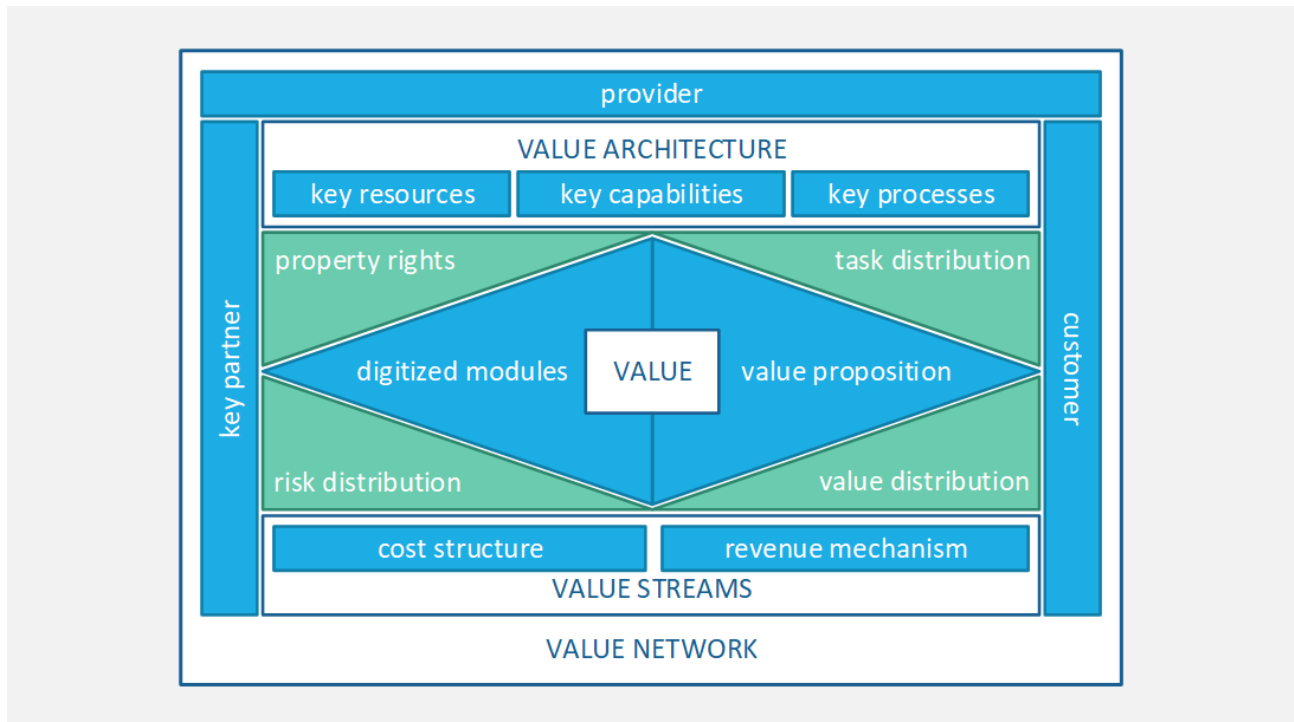 provider
VALUE ARCHITECTURE
key resources
key capabilities
key processes
property rights
task distribution
key partner
digitized modules
VALUE
value proposition
customer
risk distribution
value distribution
cost structure
revenue mechanism
VALUE STREAMS
VALUE NETWORK